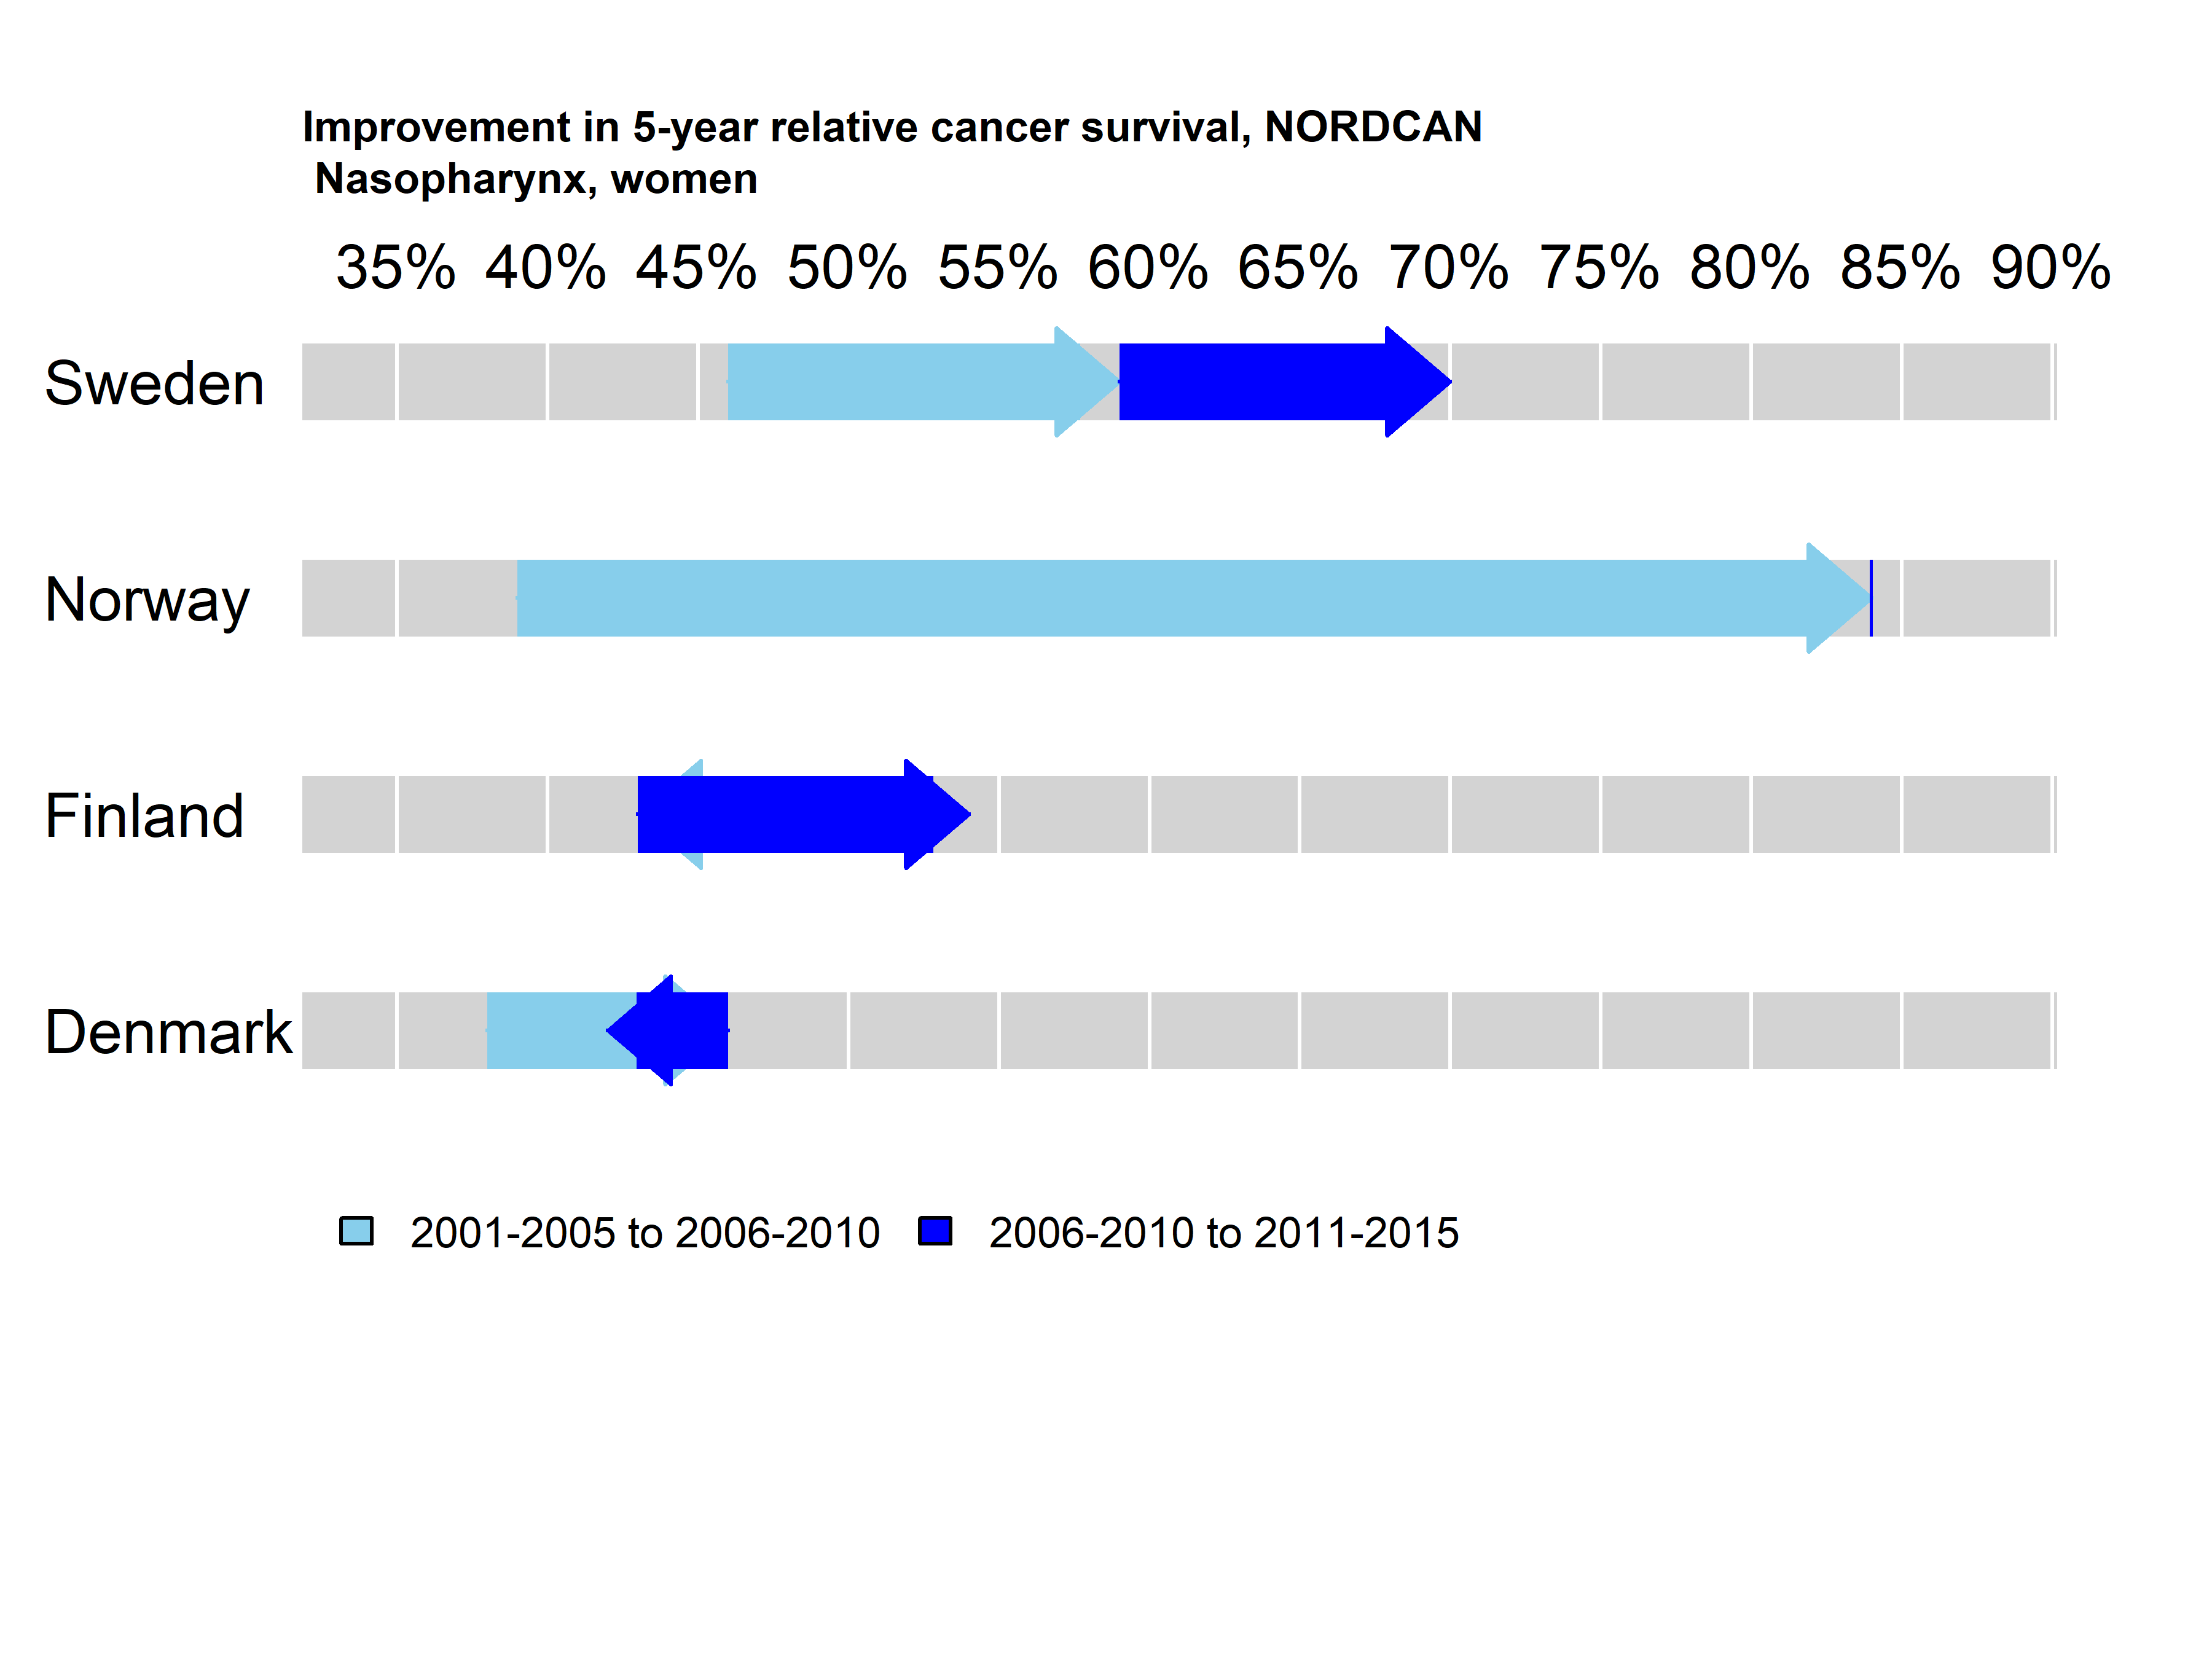 Improvement in 5-year relative cancer survival, NORDCAN
Nasopharynx, women
35% 40% 45% 50% 55% 60% 65% 70% 75% 80% 85% 90%
Sweden
Norway
Finland
Denmark
2001-2005 to 2006-2010 2006-2010 to 2011-2015